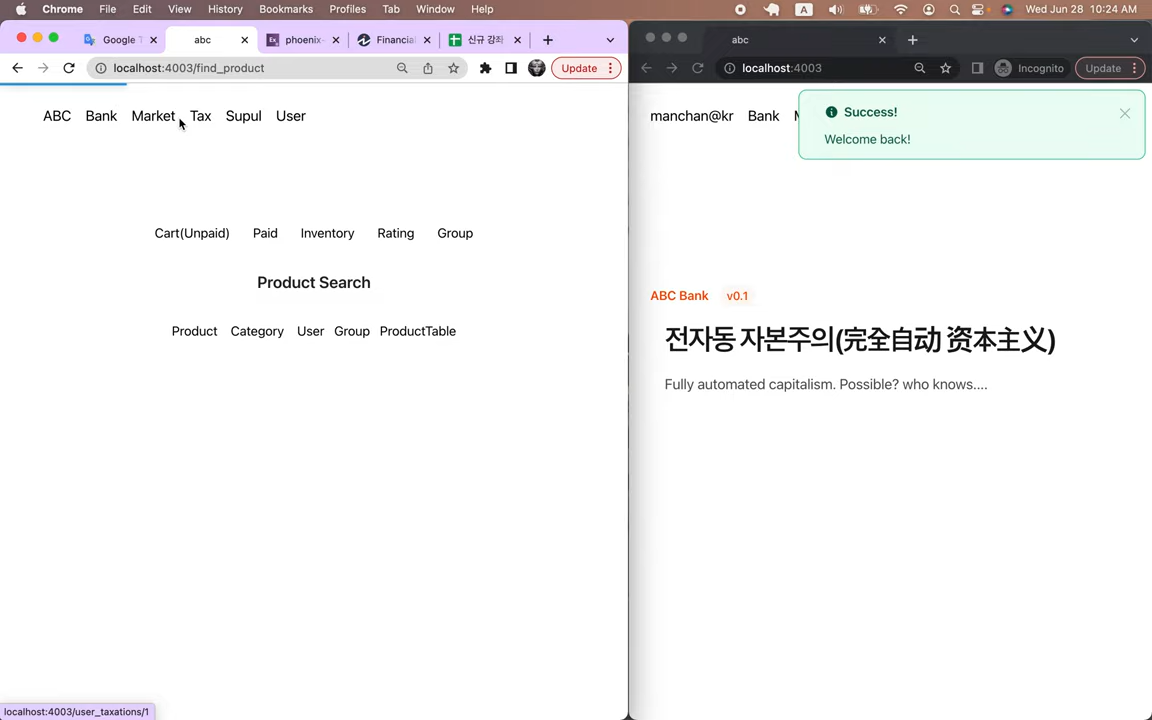 Chrome File Edit View History Bookmarks Profiles Tab Window Help A Wed Jun 28 10:24 AM
Google T abc phoenix- Financial 신규 강좌
localhost:4003/find_product Update
ABC Bank Market Tax Supul User
Cart(Unpaid) Paid Inventory Rating Group
Product Search
Product Category User Group ProductTable
localhost:4003/user_taxations/1
abc
localhost:4003 Incognito Update
manchan@kr Bank
Success!
Welcome back!
ABC Bank v0.1
전자동 자본주의(完全自动 资本主义)
Fully automated capitalism. Possible? who knows....